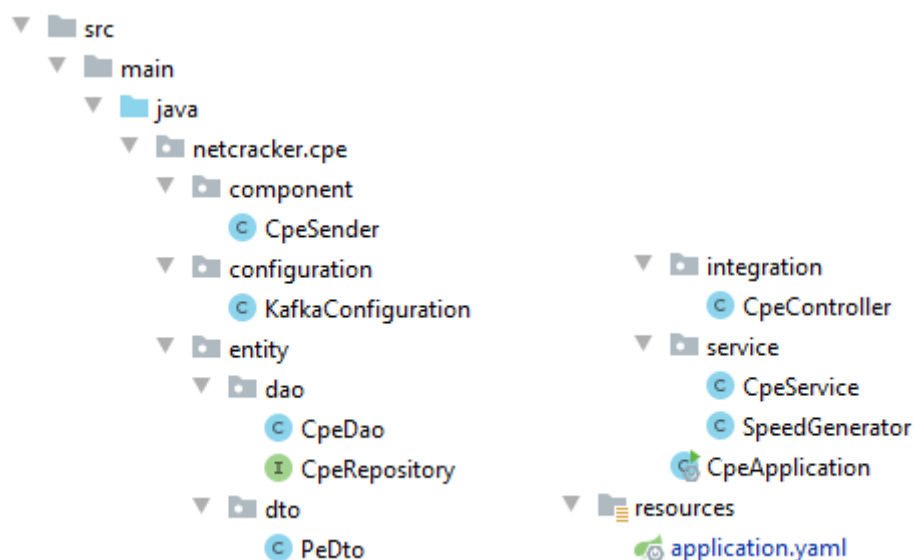 src
main
java
netcracker.cpe
component
CpeSender
configuration
KafkaConfiguration
entity
dao
CpeDao
CpeRepository
dto
PeDto
integration
CpeController
service
CpeService
SpeedGenerator
CpeApplication
resources
application.yaml